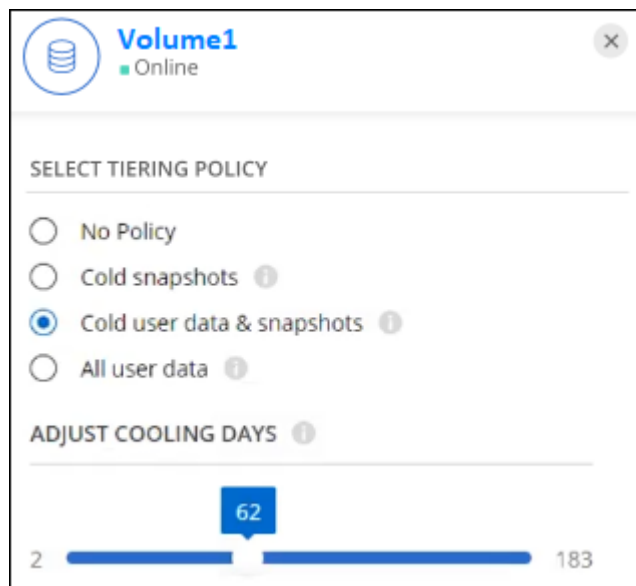 Volume1
Online
SELECT TIERING POLICY
No Policy
Cold snapshots
Cold user data & snapshots
All user data
ADJUST COOLING DAYS
62
2 183